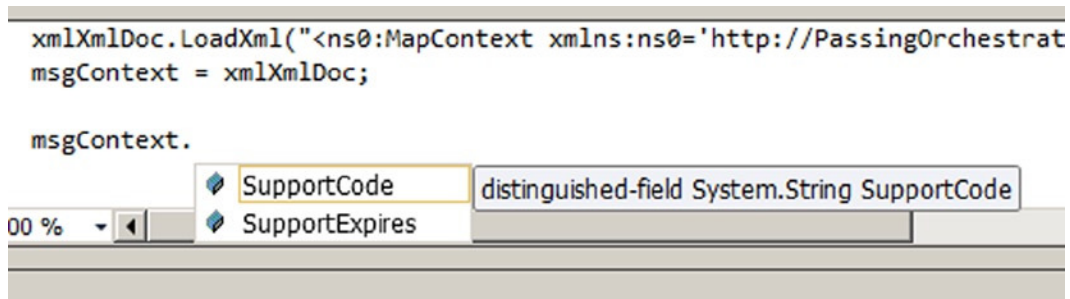 xmlXmlDoc.LoadXml("<ns0:MapContext xmlns:ns0='http://PassingOrchestrat
msgContext = xmlXmlDoc;
msgContext.
SupportCode distinguished-field System.String SupportCode
SupportExpires
00 %